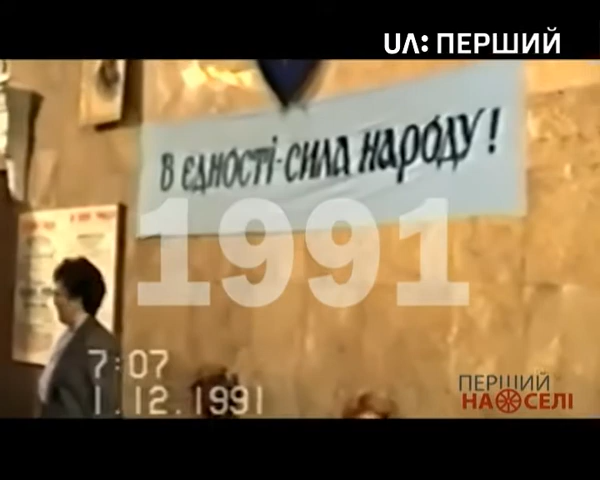 UA: ПЕРШИЙ
В ЄДНОСТІ-СИЛА НАРОДУ!
1991
7:07
1.12.1991
ПЕРШИЙ
НА СЕЛІ